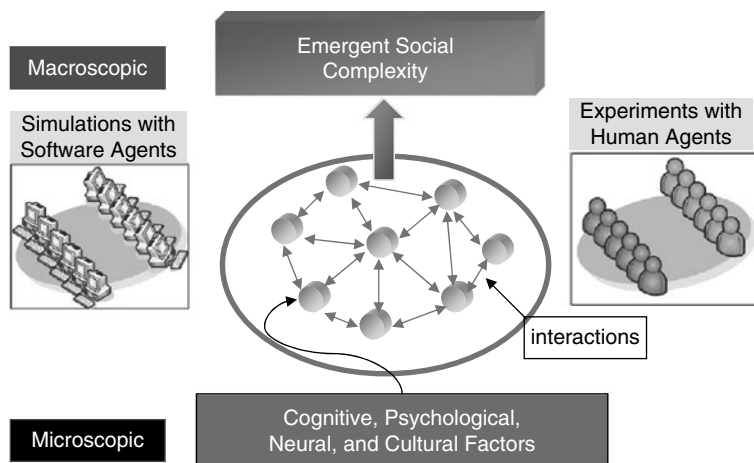 Emergent Social
Complexity
Macroscopic
Simulations with
Software Agents
Experiments with
Human Agents
interactions
Cognitive, Psychological,
Neural, and Cultural Factors
Microscopic